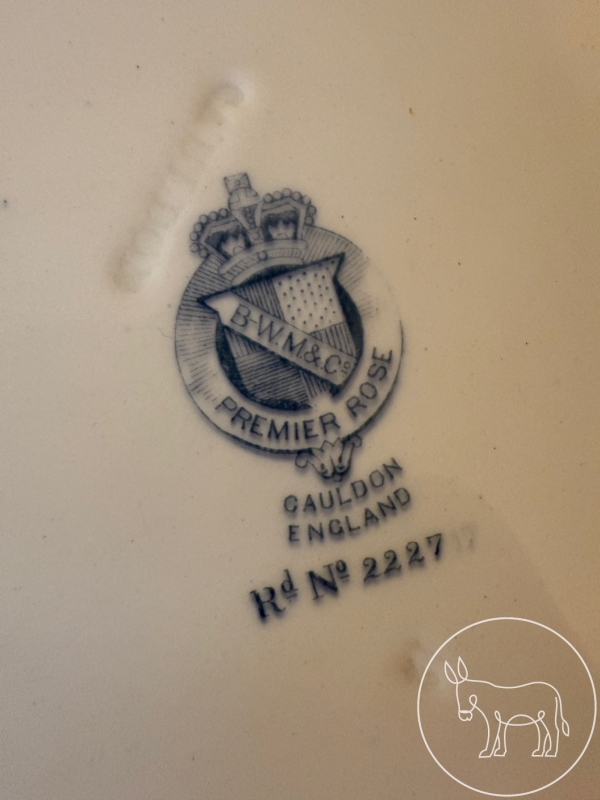 B-W.M.&Cº
PREMIER ROSE
CAULDON
ENGLAND
Rᵈ Nº 2227